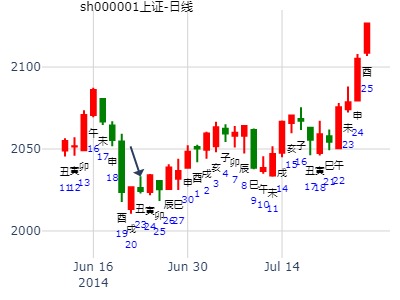 sh000001上证-日线
2100
2050
2000
丑
11
寅
12
卯
13
午
16
未
17
申
18
酉
19
戌
20
丑
23
寅
24
卯
25
辰
26
巳
27
申
30
酉
1
戌
2
亥
3
子
4
卯
7
辰
8
巳
9
午
10
未
11
戌
14
亥
15
子
16
丑
17
寅
18
巳
21
午
22
未
23
申
24
酉
25
Jun 16
2014
Jun 30
Jul 14